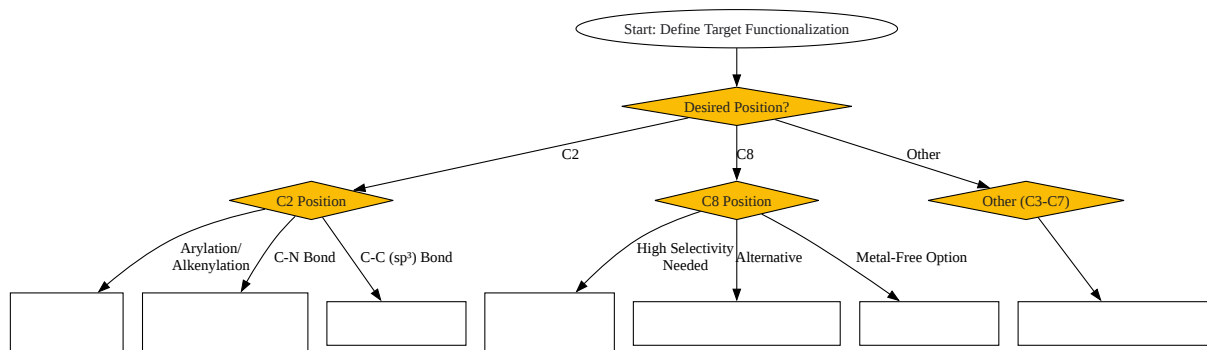 Start: Define Target Functionalization
Desired Position?
C2
C8
Other
C2 Position
C8 Position
Other (C3-C7)
Arylation/
Alkenylation
C-N Bond
C-C (sp³) Bond
High Selectivity
Needed
Alternative
Metal-Free Option